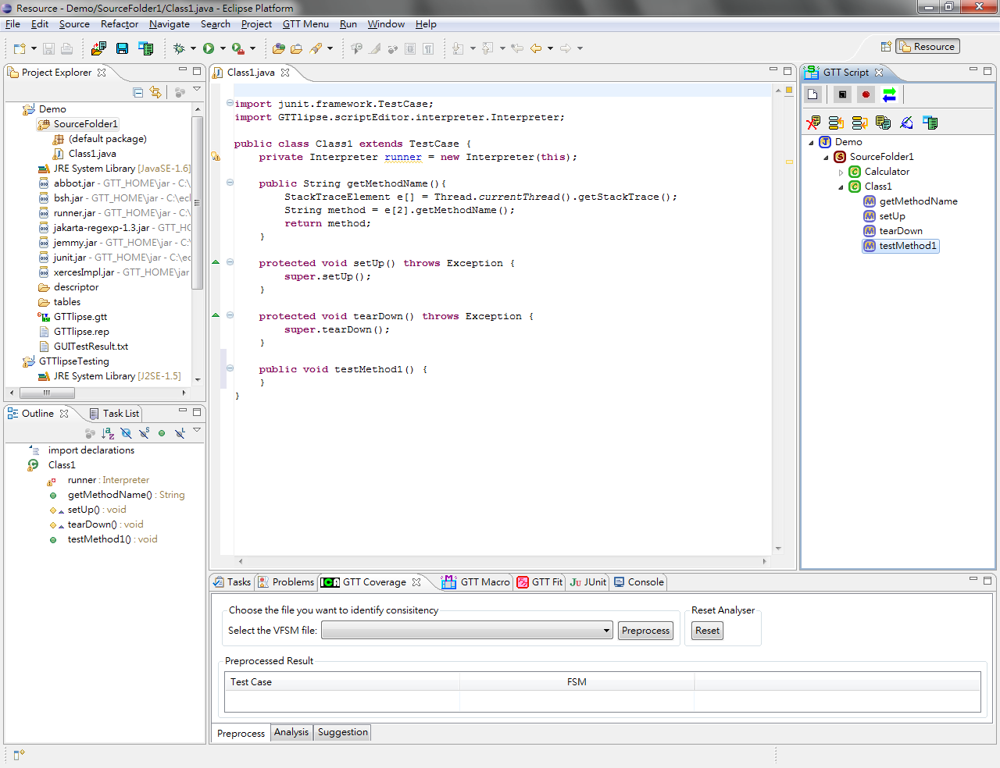 Resource - Demo/SourceFolder1/Class1.java - Eclipse Platform
File Edit Source Refactor Navigate Search Project GTT Menu Run Window Help
Resource
Project Explorer
Demo
SourceFolder1
(default package)
Class1.java
JRE System Library [JavaSE-1.6]
abbot.jar - GTT_HOME\jar - C:\
bsh.jar - GTT_HOME\jar - C:\ecl
runner.jar - GTT_HOME\jar - C:\
jakarta-regexp-1.3.jar - GTT_HC
jemmy.jar - GTT_HOME\jar - C:\
junit.jar - GTT_HOME\jar - C:\ec
xercesImpl.jar - GTT_HOME\jar
descriptor
tables
GTTlipse.gtt
GTTlipse.rep
GUITestResult.txt
GTTlipseTesting
JRE System Library [J2SE-1.5]
Outline Task List
import declarations
Class1
runner : Interpreter
getMethodName() : String
setUp() : void
tearDown() : void
testMethod1() : void
Class1.java
import junit.framework.TestCase;
import GTTlipse.scriptEditor.interpreter.Interpreter;
public class Class1 extends TestCase {
private Interpreter runner = new Interpreter(this);
public String getMethodName(){
StackTraceElement e[] = Thread.currentThread().getStackTrace();
String method = e[2].getMethodName();
return method;
}
protected void setUp() throws Exception {
super.setUp();
}
protected void tearDown() throws Exception {
super.tearDown();
}
public void testMethod1() {
}
}
GTT Script
Demo
SourceFolder1
Calculator
Class1
getMethodName
setUp
tearDown
testMethod1
Tasks Problems GTT Coverage GTT Macro GTT Fit JUnit Console
Choose the file you want to identify consisitency
Select the VFSM file: Preprocess
Reset Analyser
Reset
Preprocessed Result
Test Case FSM
Preprocess Analysis Suggestion